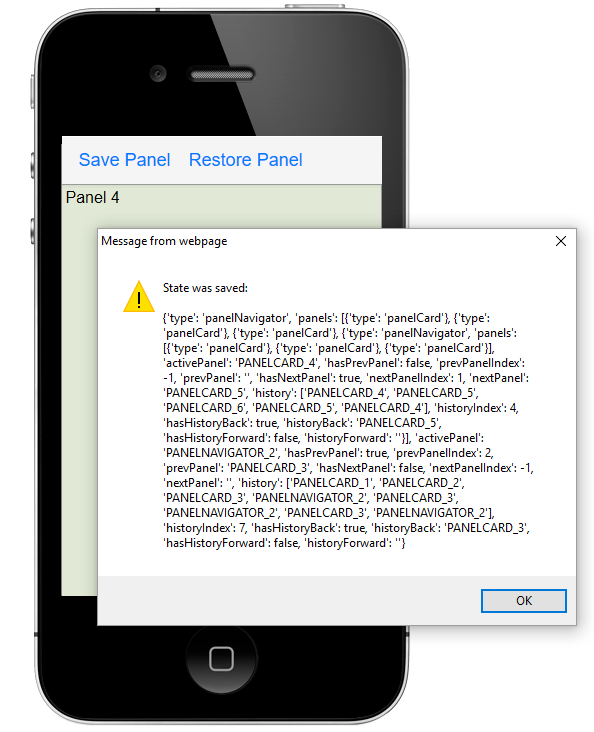 Save Panel Restore Panel
Panel 4
Message from webpage
State was saved:
{'type': 'panelNavigator', 'panels': [{'type': 'panelCard'}, {'type':
'panelCard'}, {'type': 'panelCard'}, {'type': 'panelNavigator', 'panels':
[{'type': 'panelCard'}, {'type': 'panelCard'}, {'type': 'panelCard'}],
'activePanel': 'PANELCARD_4', 'hasPrevPanel': false, 'prevPanelIndex':
-1, 'prevPanel': '', 'hasNextPanel': true, 'nextPanelIndex': 1, 'nextPanel':
'PANELCARD_5', 'history': ['PANELCARD_4', 'PANELCARD_5',
'PANELCARD_6', 'PANELCARD_5', 'PANELCARD_4'], 'historyIndex': 4,
'hasHistoryBack': true, 'historyBack': 'PANELCARD_5',
'hasHistoryForward': false, 'historyForward': ''}], 'activePanel':
'PANELNAVIGATOR_2', 'hasPrevPanel': true, 'prevPanelIndex': 2,
'prevPanel': 'PANELCARD_3', 'hasNextPanel': false, 'nextPanelIndex': -1,
'nextPanel': '', 'history': ['PANELCARD_1', 'PANELCARD_2',
'PANELCARD_3', 'PANELNAVIGATOR_2', 'PANELCARD_3',
'PANELNAVIGATOR_2', 'PANELCARD_3', 'PANELNAVIGATOR_2'],
'historyIndex': 7, 'hasHistoryBack': true, 'historyBack': 'PANELCARD_3',
'hasHistoryForward': false, 'historyForward': ''}
OK